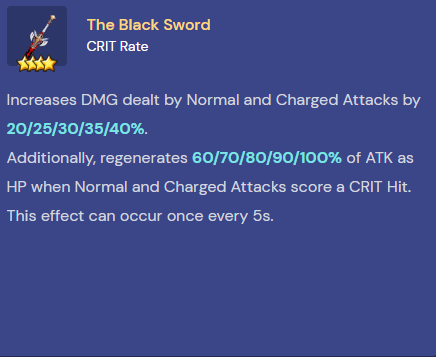 The Black Sword
CRIT Rate
Increases DMG dealt by Normal and Charged Attacks by
20/25/30/35/40%.
Additionally, regenerates 60/70/80/90/100% of ATK as
HP when Normal and Charged Attacks score a CRIT Hit.
This effect can occur once every 5s.